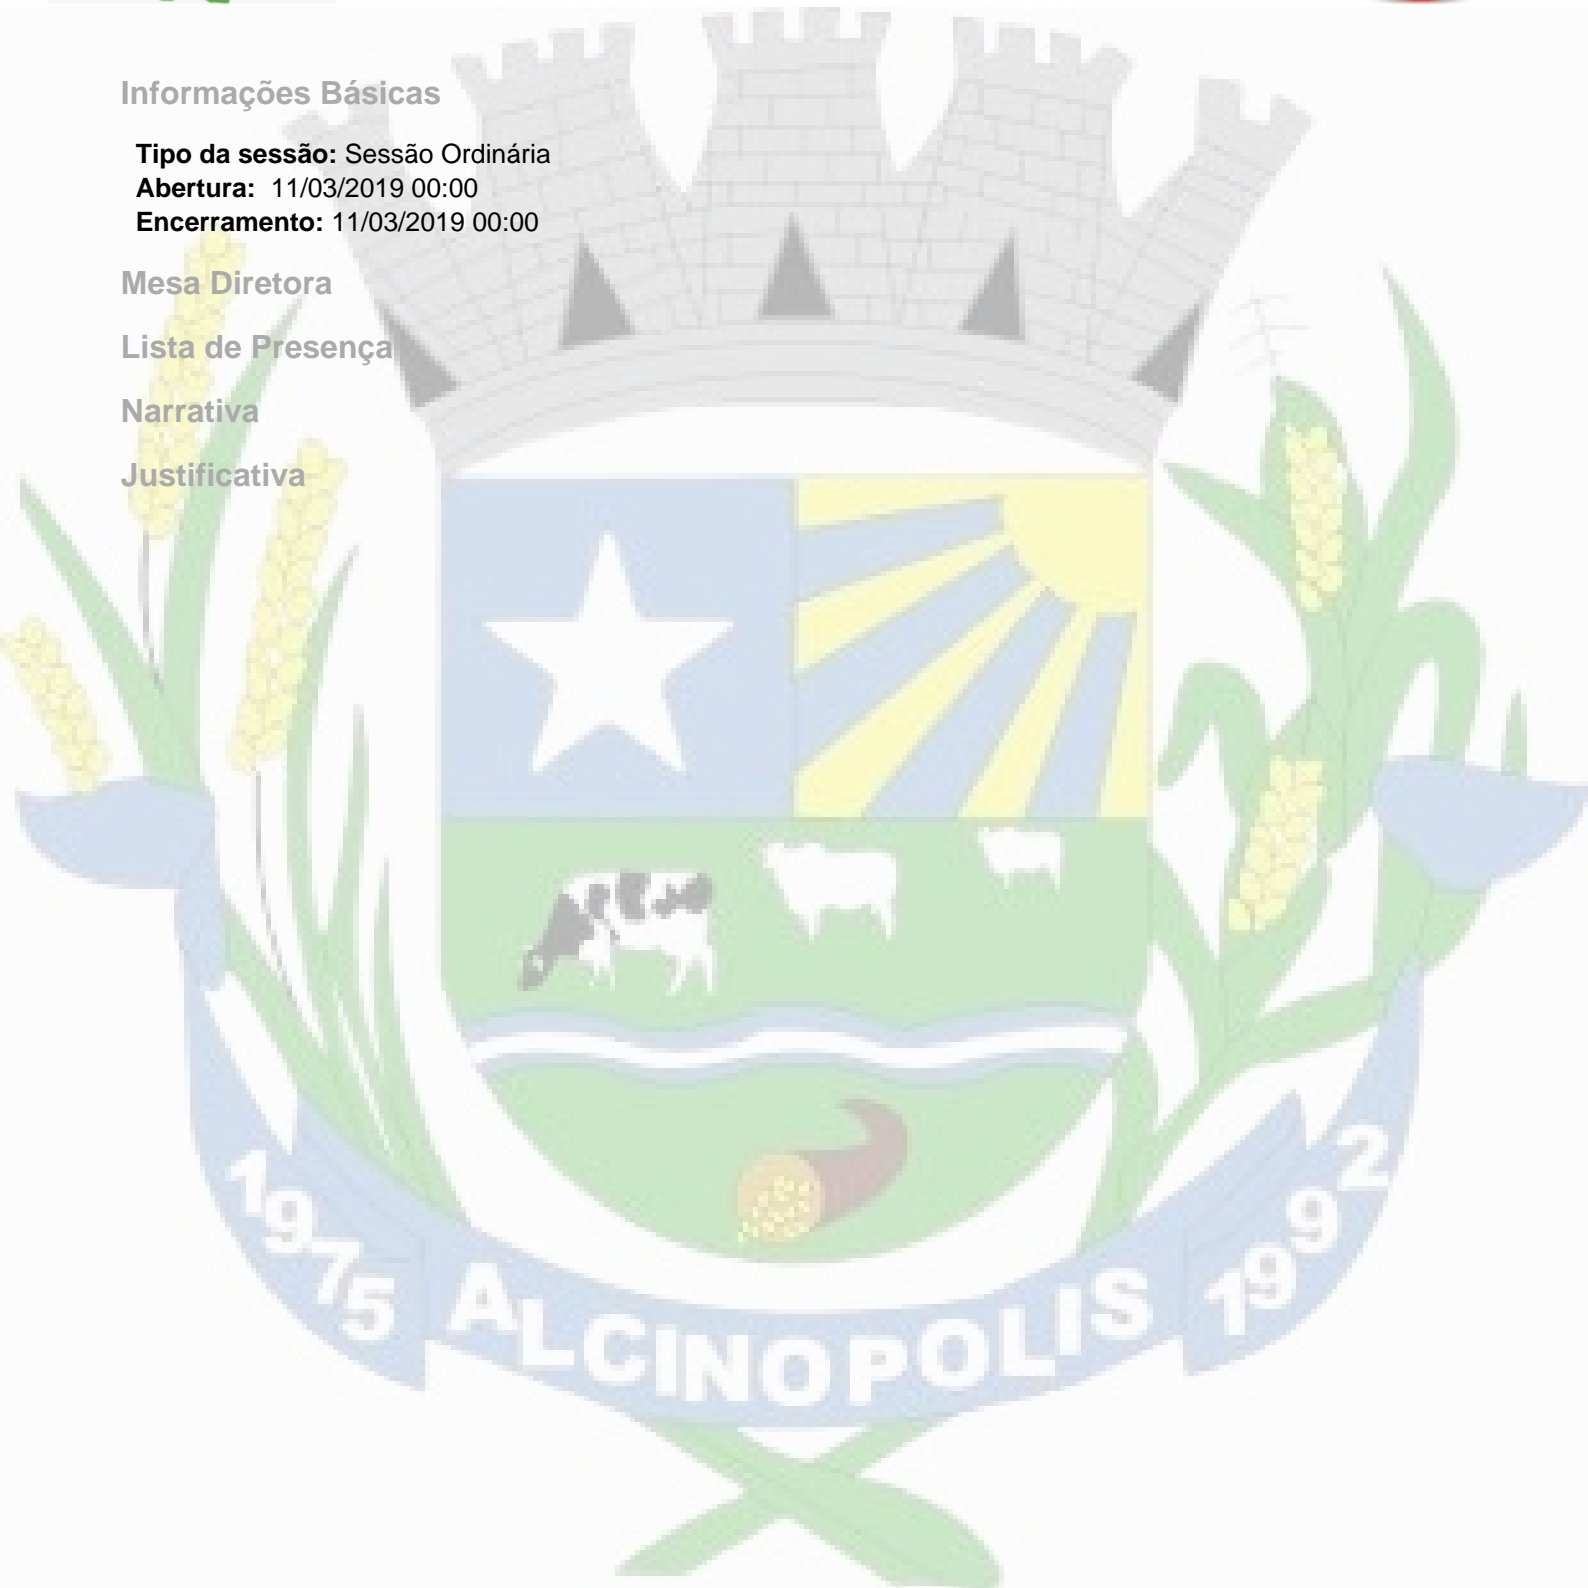 Informações Básicas
Tipo da sessão: Sessão Ordinária
Abertura: 11/03/2019 00:00
Encerramento: 11/03/2019 00:00
Mesa Diretora
Lista de Presença
Narrativa
Justificativa
1975 ALCINOPOLIS 1992